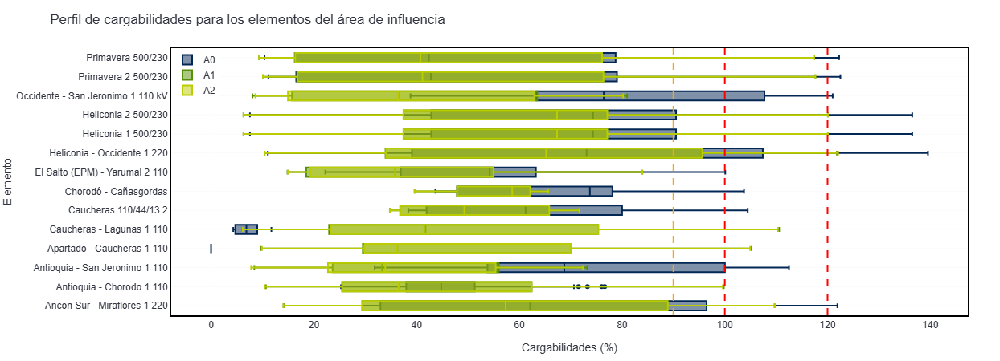 Perfil de cargabilidades para los elementos del área de influencia
A0
A1
A2
Elemento
Primavera 500/230
Primavera 2 500/230
Occidente - San Jeronimo 1 110 kV
Heliconia 2 500/230
Heliconia 1 500/230
Heliconia - Occidente 1 220
El Salto (EPM) - Yarumal 2 110
Chorodó - Cañasgordas
Caucheras 110/44/13.2
Caucheras - Lagunas 1 110
Apartado - Caucheras 1 110
Antioquia - San Jeronimo 1 110
Antioquia - Chorodo 1 110
Ancon Sur - Miraflores 1 220
0 20 40 60 80 100 120 140
Cargabilidades (%)